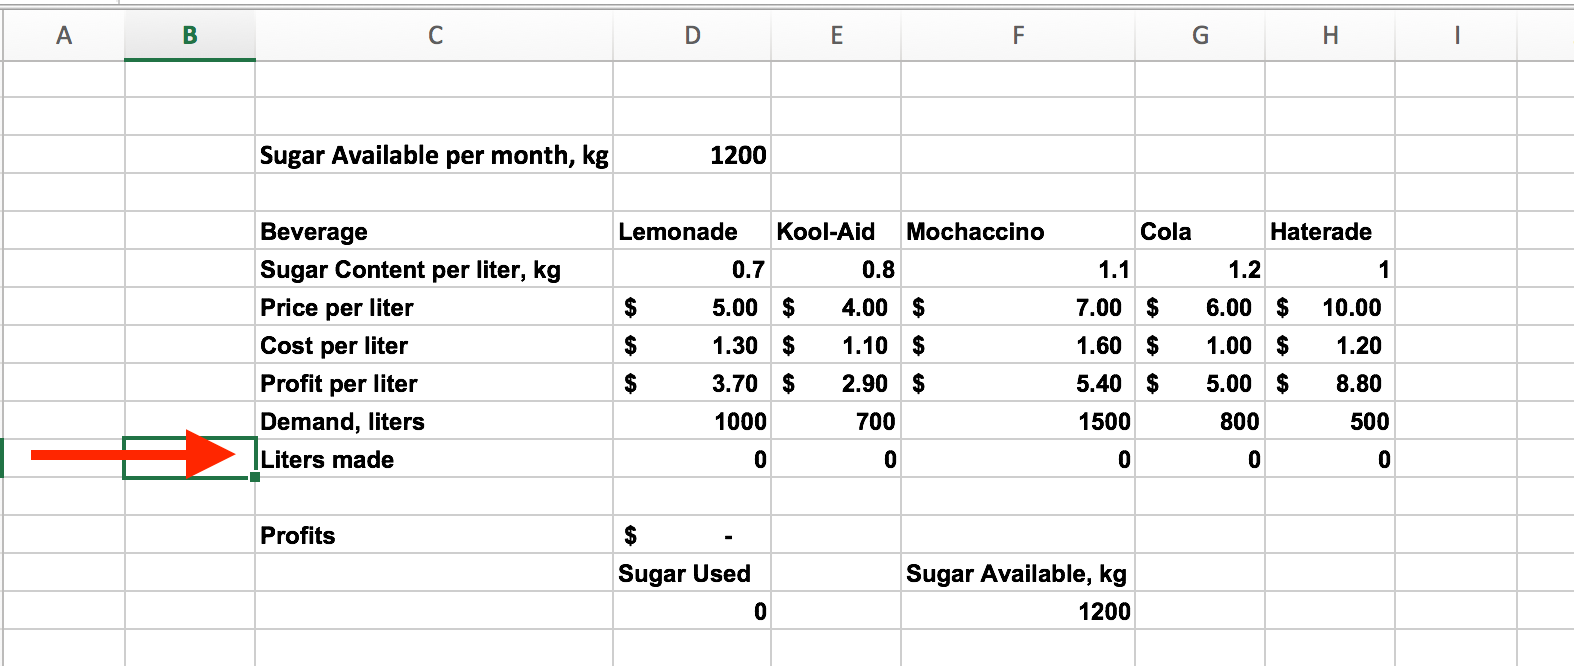 A B C D E F G H I
Sugar Available per month, kg 1200
Beverage Lemonade Kool-Aid Mochaccino Cola Haterade
Sugar Content per liter, kg 0.7 0.8 1.1 1.2 1
Price per liter $ 5.00 $ 4.00 $ 7.00 $ 6.00 $ 10.00
Cost per liter $ 1.30 $ 1.10 $ 1.60 $ 1.00 $ 1.20
Profit per liter $ 3.70 $ 2.90 $ 5.40 $ 5.00 $ 8.80
Demand, liters 1000 700 1500 800 500
Liters made 0 0 0 0 0
Profits $ -
Sugar Used Sugar Available, kg
0 1200